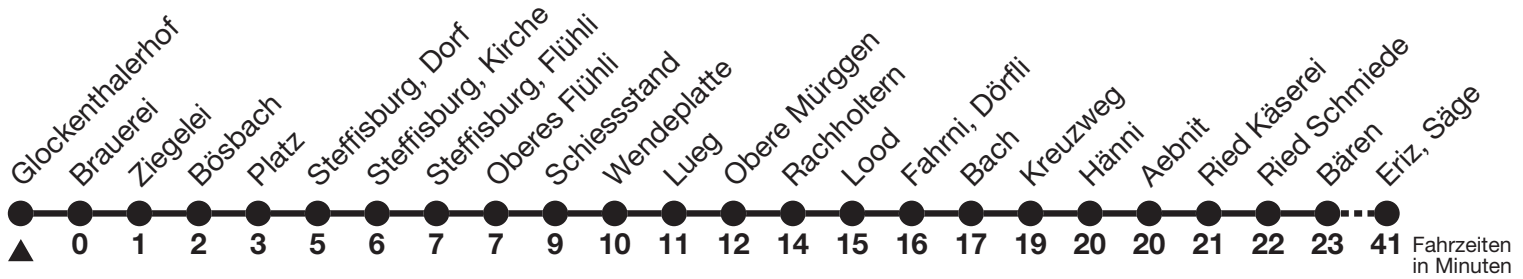 Glockenthalerhof
Brauerei
Ziegelei
Bösbach
Platz
Steffisburg, Dorf
Steffisburg, Kirche
Steffisburg, Flühli
Oberes Flühli
Schiessstand
Wendeplatte
Lueg
Obere Mürggen
Rachholtern
Lood
Fahrni, Dörfli
Bach
Kreuzweg
Hänni
Aebnit
Ried Käserei
Ried Schmiede
Bären
Eriz, Säge
0 1 2 3 5 6 7 7 9 10 11 12 14 15 16 17 19 20 20 21 22 23 41 Fahrzeiten
in Minuten